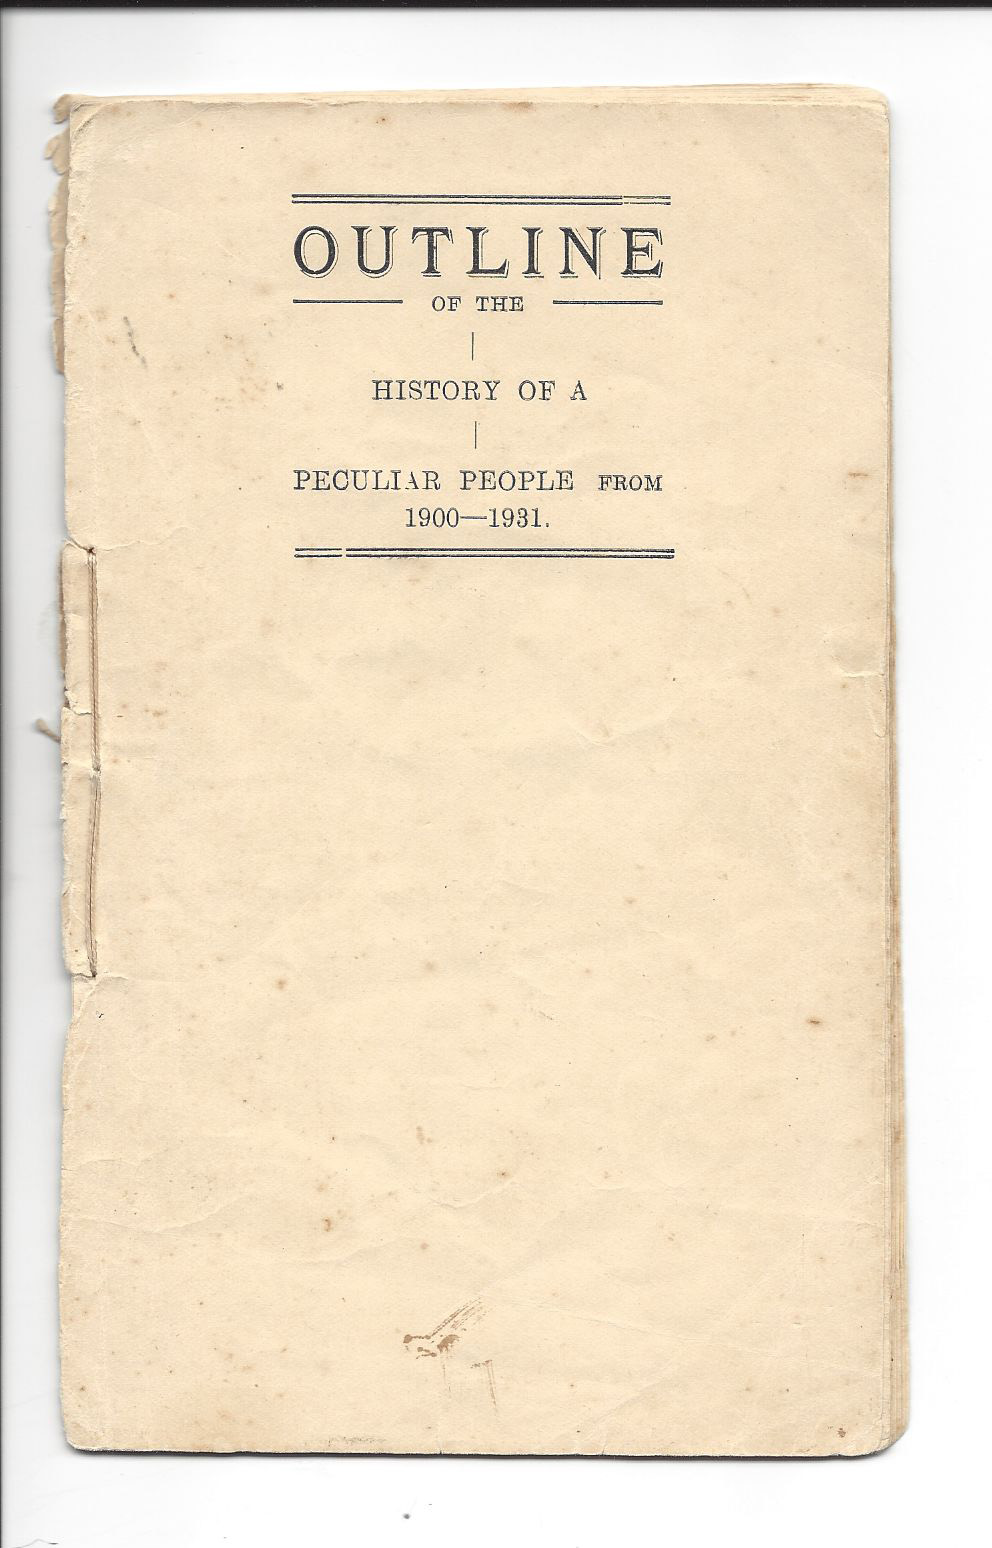 OUTLINE
OF THE
HISTORY OF A
PECULIAR PEOPLE FROM
1900—1931.